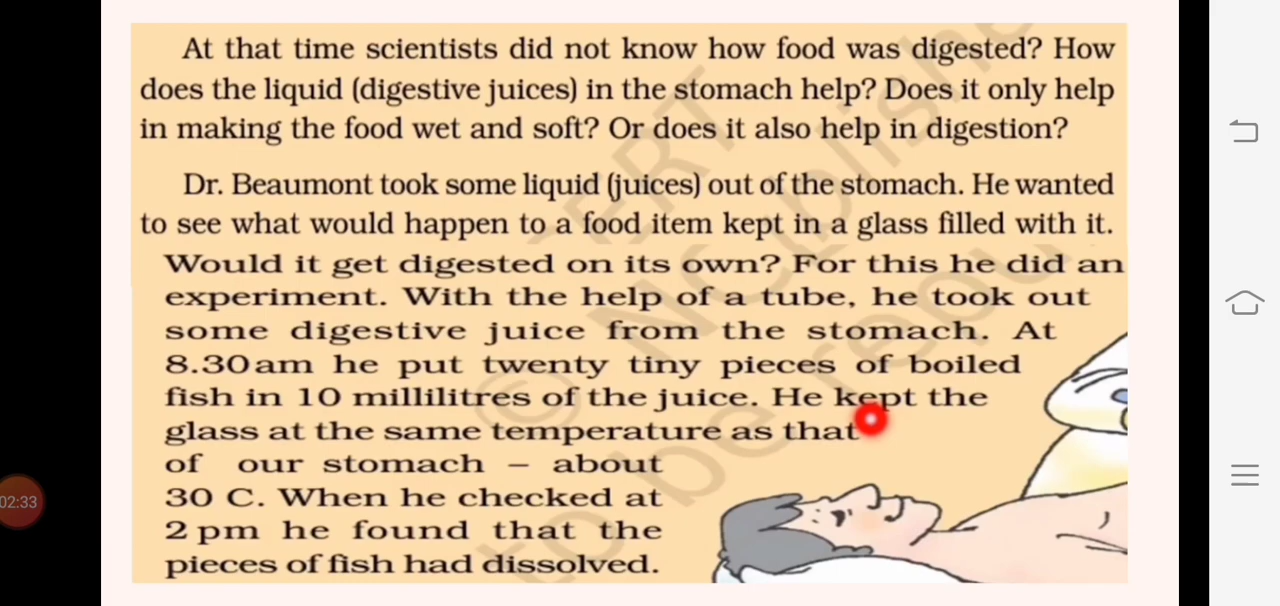 At that time scientists did not know how food was digested? How
does the liquid (digestive juices) in the stomach help? Does it only help
in making the food wet and soft? Or does it also help in digestion?
Dr. Beaumont took some liquid (juices) out of the stomach. He wanted
to see what would happen to a food item kept in a glass filled with it.
Would it get digested on its own? For this he did an
experiment. With the help of a tube, he took out
some digestive juice from the stomach. At
8.30 am he put twenty tiny pieces of boiled
fish in 10 millilitres of the juice. He kept the
glass at the same temperature as that
of our stomach – about
30 C. When he checked at
2 pm he found that the
pieces of fish had dissolved.
02:33